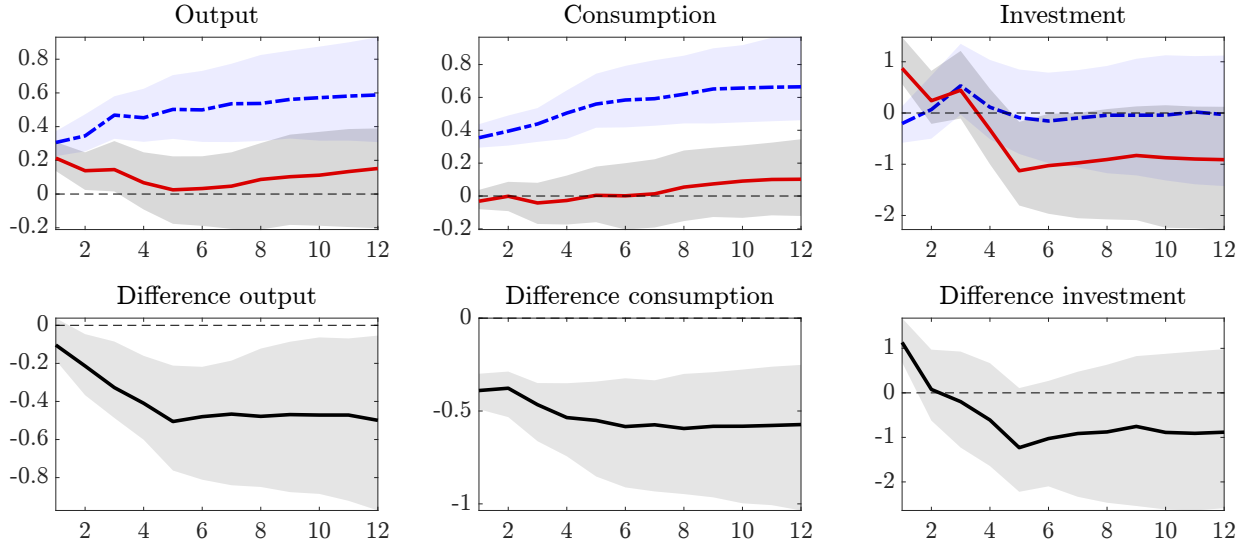 Output
0.8
0.6
0.4
0.2
0
-0.2
2 4 6 8 10 12
Consumption
0.8
0.6
0.4
0.2
0
-0.2
2 4 6 8 10 12
Investment
1
0
-1
-2
2 4 6 8 10 12
Difference output
0
-0.2
-0.4
-0.6
-0.8
2 4 6 8 10 12
Difference consumption
0
-0.5
-1
2 4 6 8 10 12
Difference investment
1
0
-1
-2
2 4 6 8 10 12